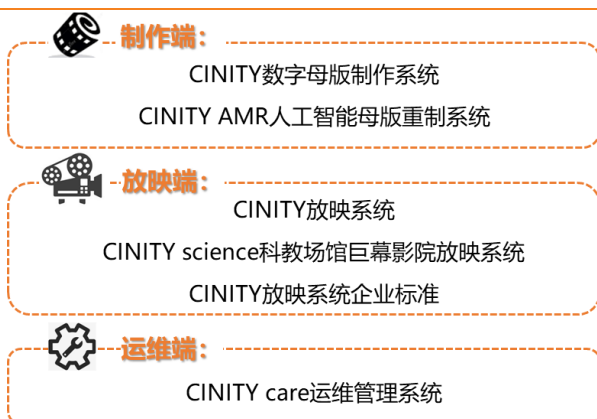 制作端：
CINITY数字母版制作系统
CINITY AMR人工智能母版重制系统
放映端：
CINITY放映系统
CINITY science科教场馆巨幕影院放映系统
CINITY放映系统企业标准
运维端：
CINITY care运维管理系统